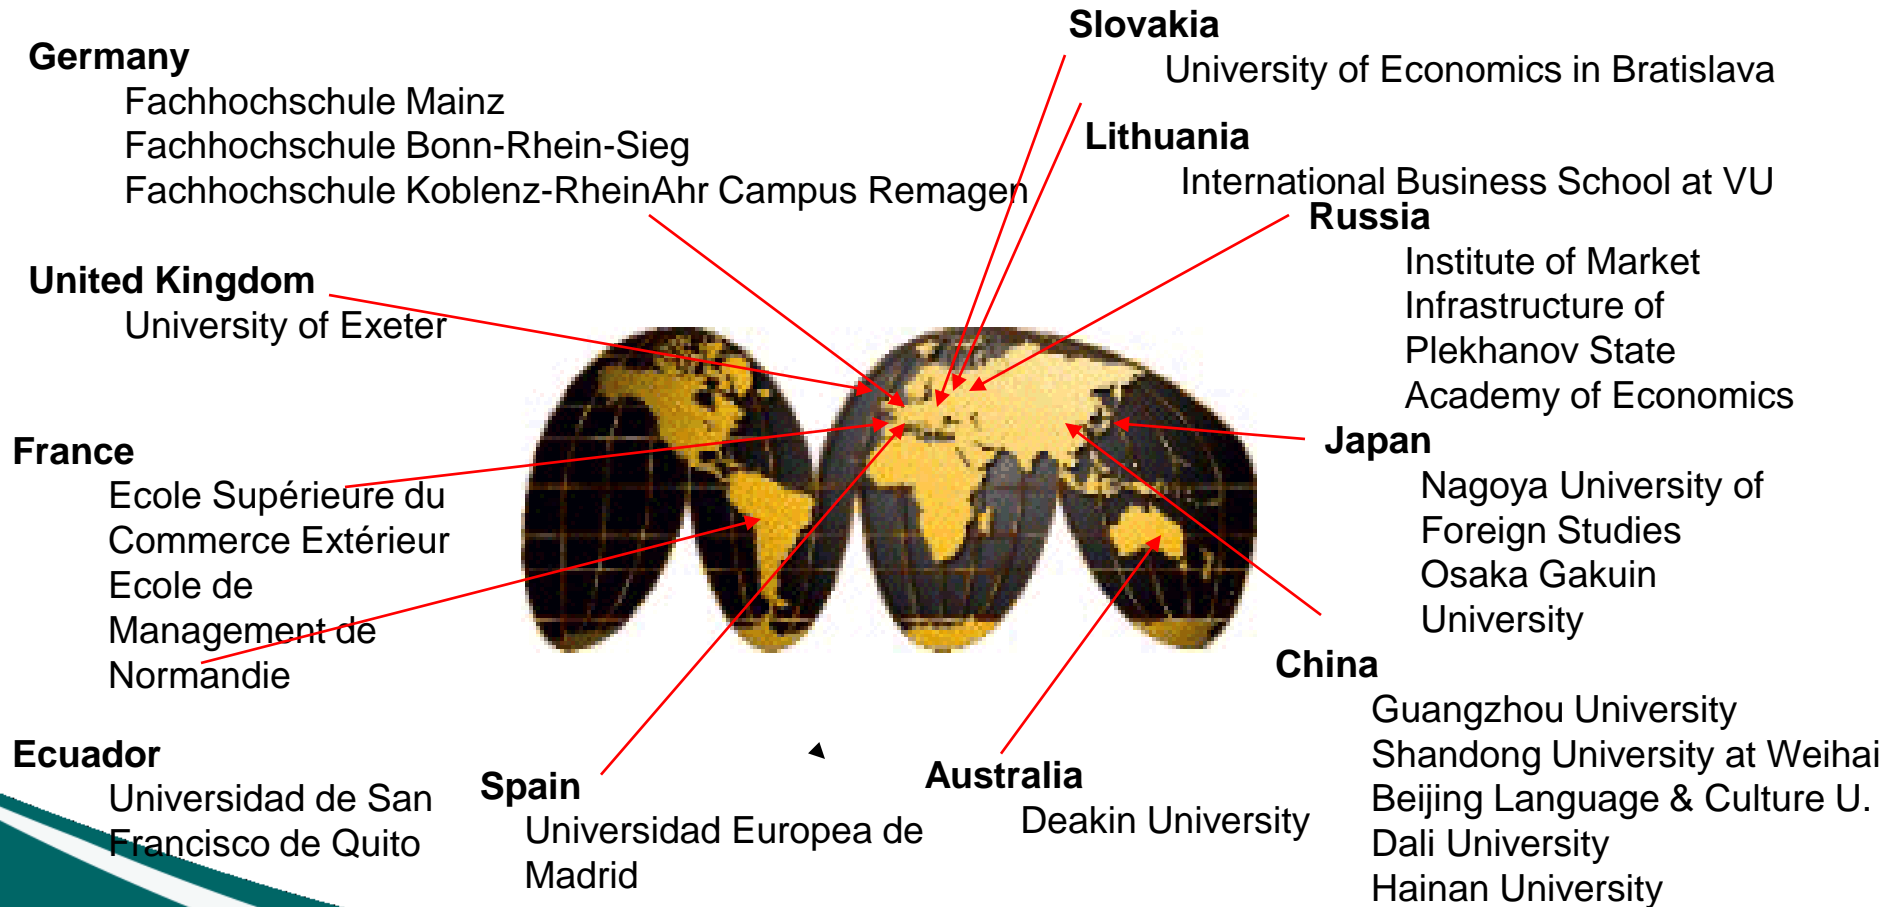 Germany
Fachhochschule Mainz
Fachhochschule Bonn-Rhein-Sieg
Fachhochschule Koblenz-RheinAhr Campus Remagen
United Kingdom
University of Exeter
France
Ecole Supérieure du
Commerce Extérieur
Ecole de
Management de
Normandie
Ecuador
Universidad de San
Francisco de Quito
Spain
Universidad Europea de
Madrid
Australia
Deakin University
Slovakia
University of Economics in Bratislava
Lithuania
International Business School at VU
Russia
Institute of Market
Infrastructure of
Plekhanov State
Academy of Economics
Japan
Nagoya University of
Foreign Studies
Osaka Gakuin
University
China
Guangzhou University
Shandong University at Weihai
Beijing Language & Culture U.
Dali University
Hainan University